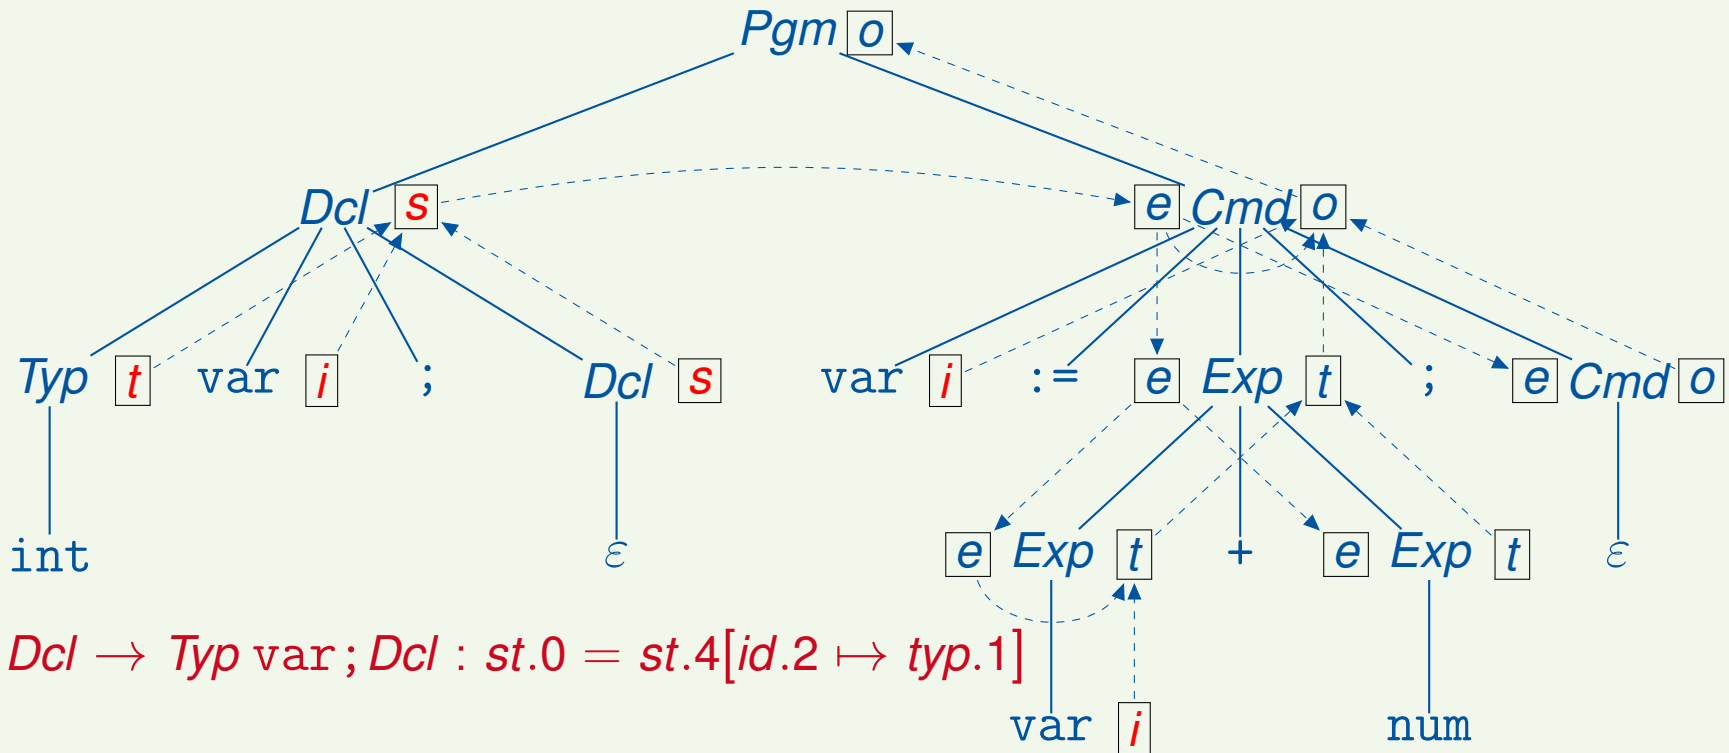 Pgm o
Dcl s e Cmd o
Typ t var i ; Dcl s var i := e Exp t ; e Cmd o
int ε e Exp t + e Exp t ε
Dcl → Typ var ; Dcl : st.0 = st.4[id.2 ↦ typ.1]
var i num